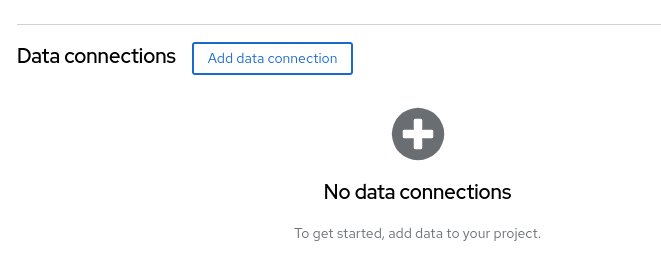 Data connections
Add data connection
No data connections
To get started, add data to your project.